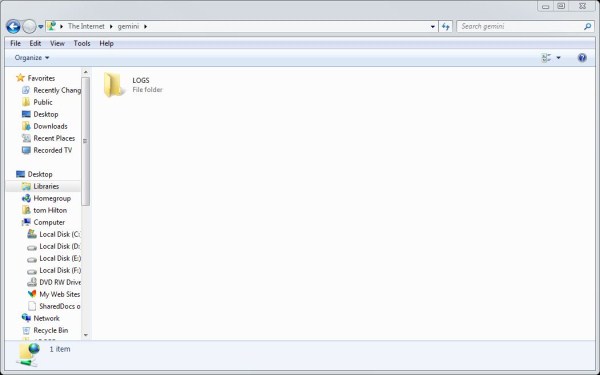 The Internet gemini
Search gemini
File Edit View Tools Help
Organize
Favorites
Recently Chang
Public
Desktop
Downloads
Recent Places
Recorded TV
Desktop
Libraries
Homegroup
tom Hilton
Computer
Local Disk (C:
Local Disk (D:
Local Disk (E:)
Local Disk (F:)
DVD RW Drive
My Web Sites
SharedDocs o
Network
Recycle Bin
LOGS
File folder
1 item